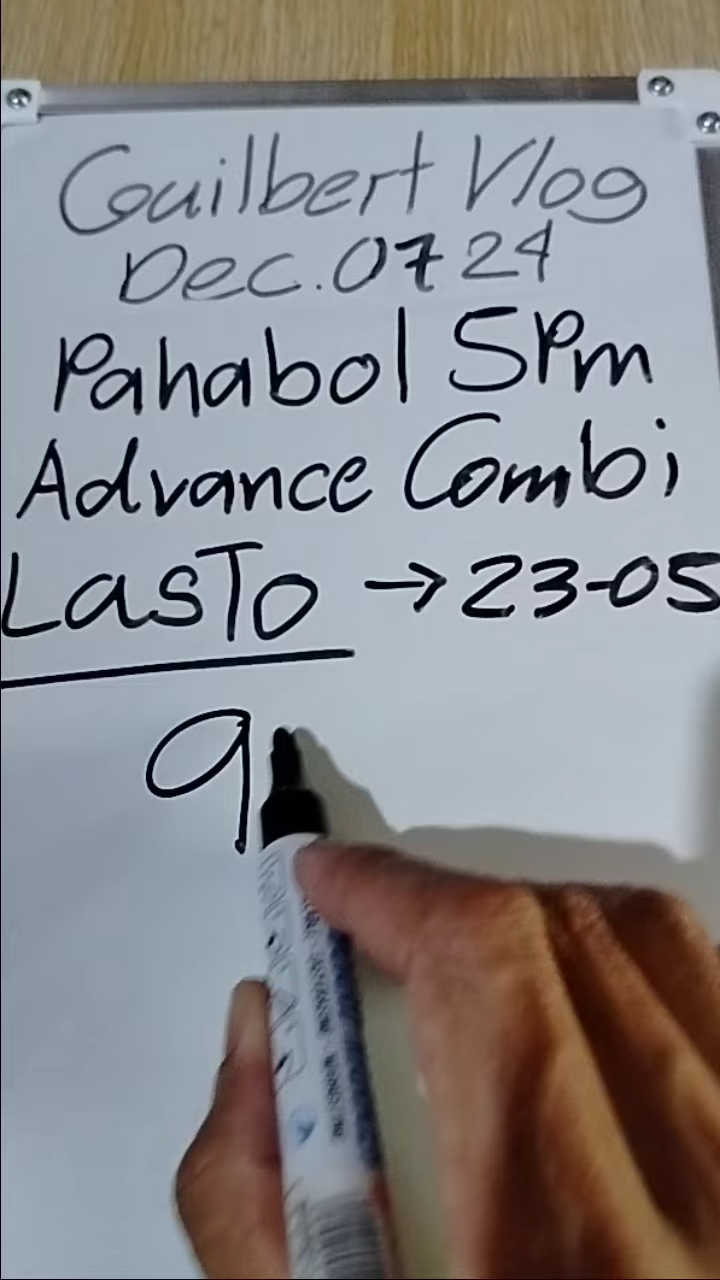 Guilbert Vlog
Dec.07 24
Pahabol 5Pm
Advance Combi
LasTo → 23-05
9